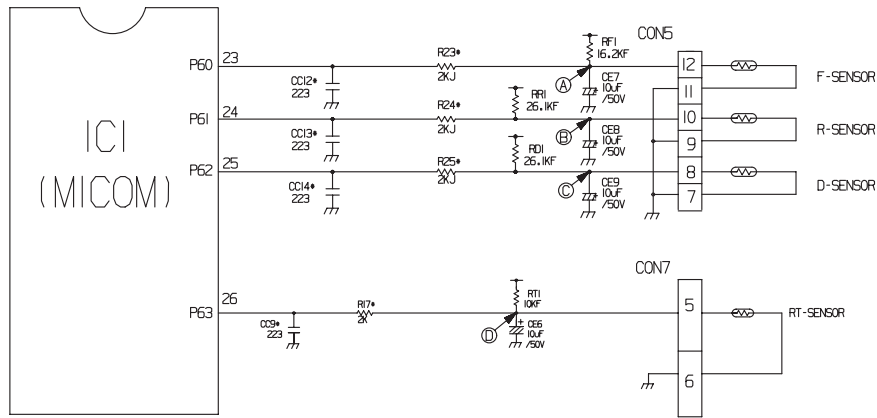 IC1
(MICOM)
P60 23
CC12*
223
R23*
2KJ
RF1
16.2KF
A
CE7
10uF
/50V
CON5
12
11
F-SENSOR
P61 24
CC13*
223
R24*
2KJ
RR1
26.1KF
B
CE8
10uF
/50V
10
9
R-SENSOR
P62 25
CC14*
223
R25*
2KJ
RD1
26.1KF
C
CE9
10uF
/50V
8
7
D-SENSOR
P63 26
CC9*
223
R17*
2K
RT1
10KF
D
CE6
10uF
/50V
CON7
5
6
RT-SENSOR